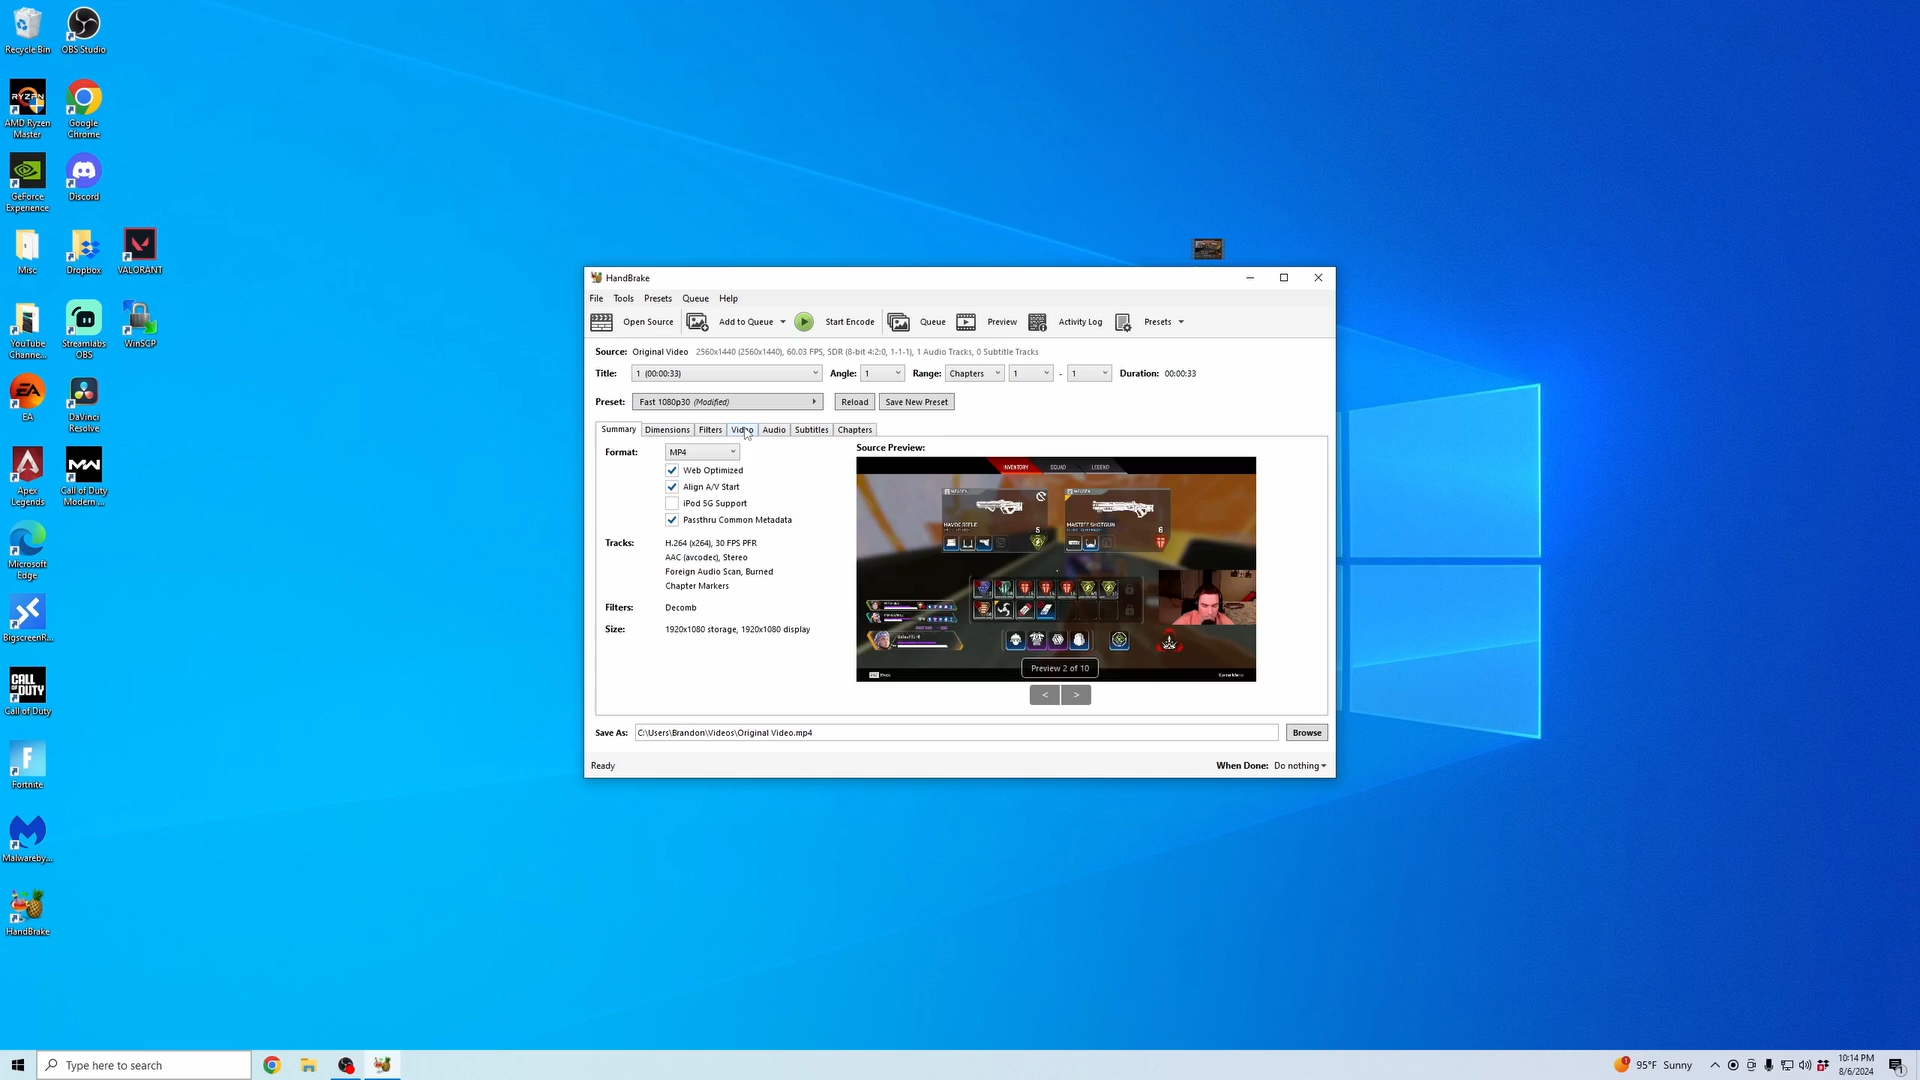 Recycle Bin
OBS Studio
AMD Ryzen
Master
Google
Chrome
GeForce
Experience
Discord
Misc
Dropbox
VALORANT
YouTube
Channe...
Streamlabs
OBS
WinSCP
EA
DaVinci
Resolve
Apex
Legends
Call of Duty
Modern ...
Microsoft
Edge
BigscreenR...
Call of Duty
Fortnite
Malwareby...
HandBrake
HandBrake
File Tools Presets Queue Help
Open Source Add to Queue Start Encode Queue Preview Activity Log Presets
Source: Original Video 2560x1440 (2560x1440), 60.03 FPS, SDR (8-bit 4:2:0, 1-1-1), 1 Audio Tracks, 0 Subtitle Tracks
Title: 1 (00:00:33) Angle: 1 Range: Chapters 1 - 1 Duration: 00:00:33
Preset: Fast 1080p30 (Modified) Reload Save New Preset
Summary Dimensions Filters Video Audio Subtitles Chapters
Format: MP4
Web Optimized
Align A/V Start
iPod 5G Support
Passthru Common Metadata
Tracks: H.264 (x264), 30 FPS PFR
AAC (avcodec), Stereo
Foreign Audio Scan, Burned
Chapter Markers
Filters: Decomb
Size: 1920x1080 storage, 1920x1080 display
Source Preview:
INVENTORY SQUAD LEGEND
HAVOC RIFLE 5
MASTIFF SHOTGUN 6
Preview 2 of 10
< >
Save As: C:\Users\Brandon\Videos\Original Video.mp4 Browse
Ready
When Done: Do nothing
Type here to search
95°F Sunny
10:14 PM
8/6/2024